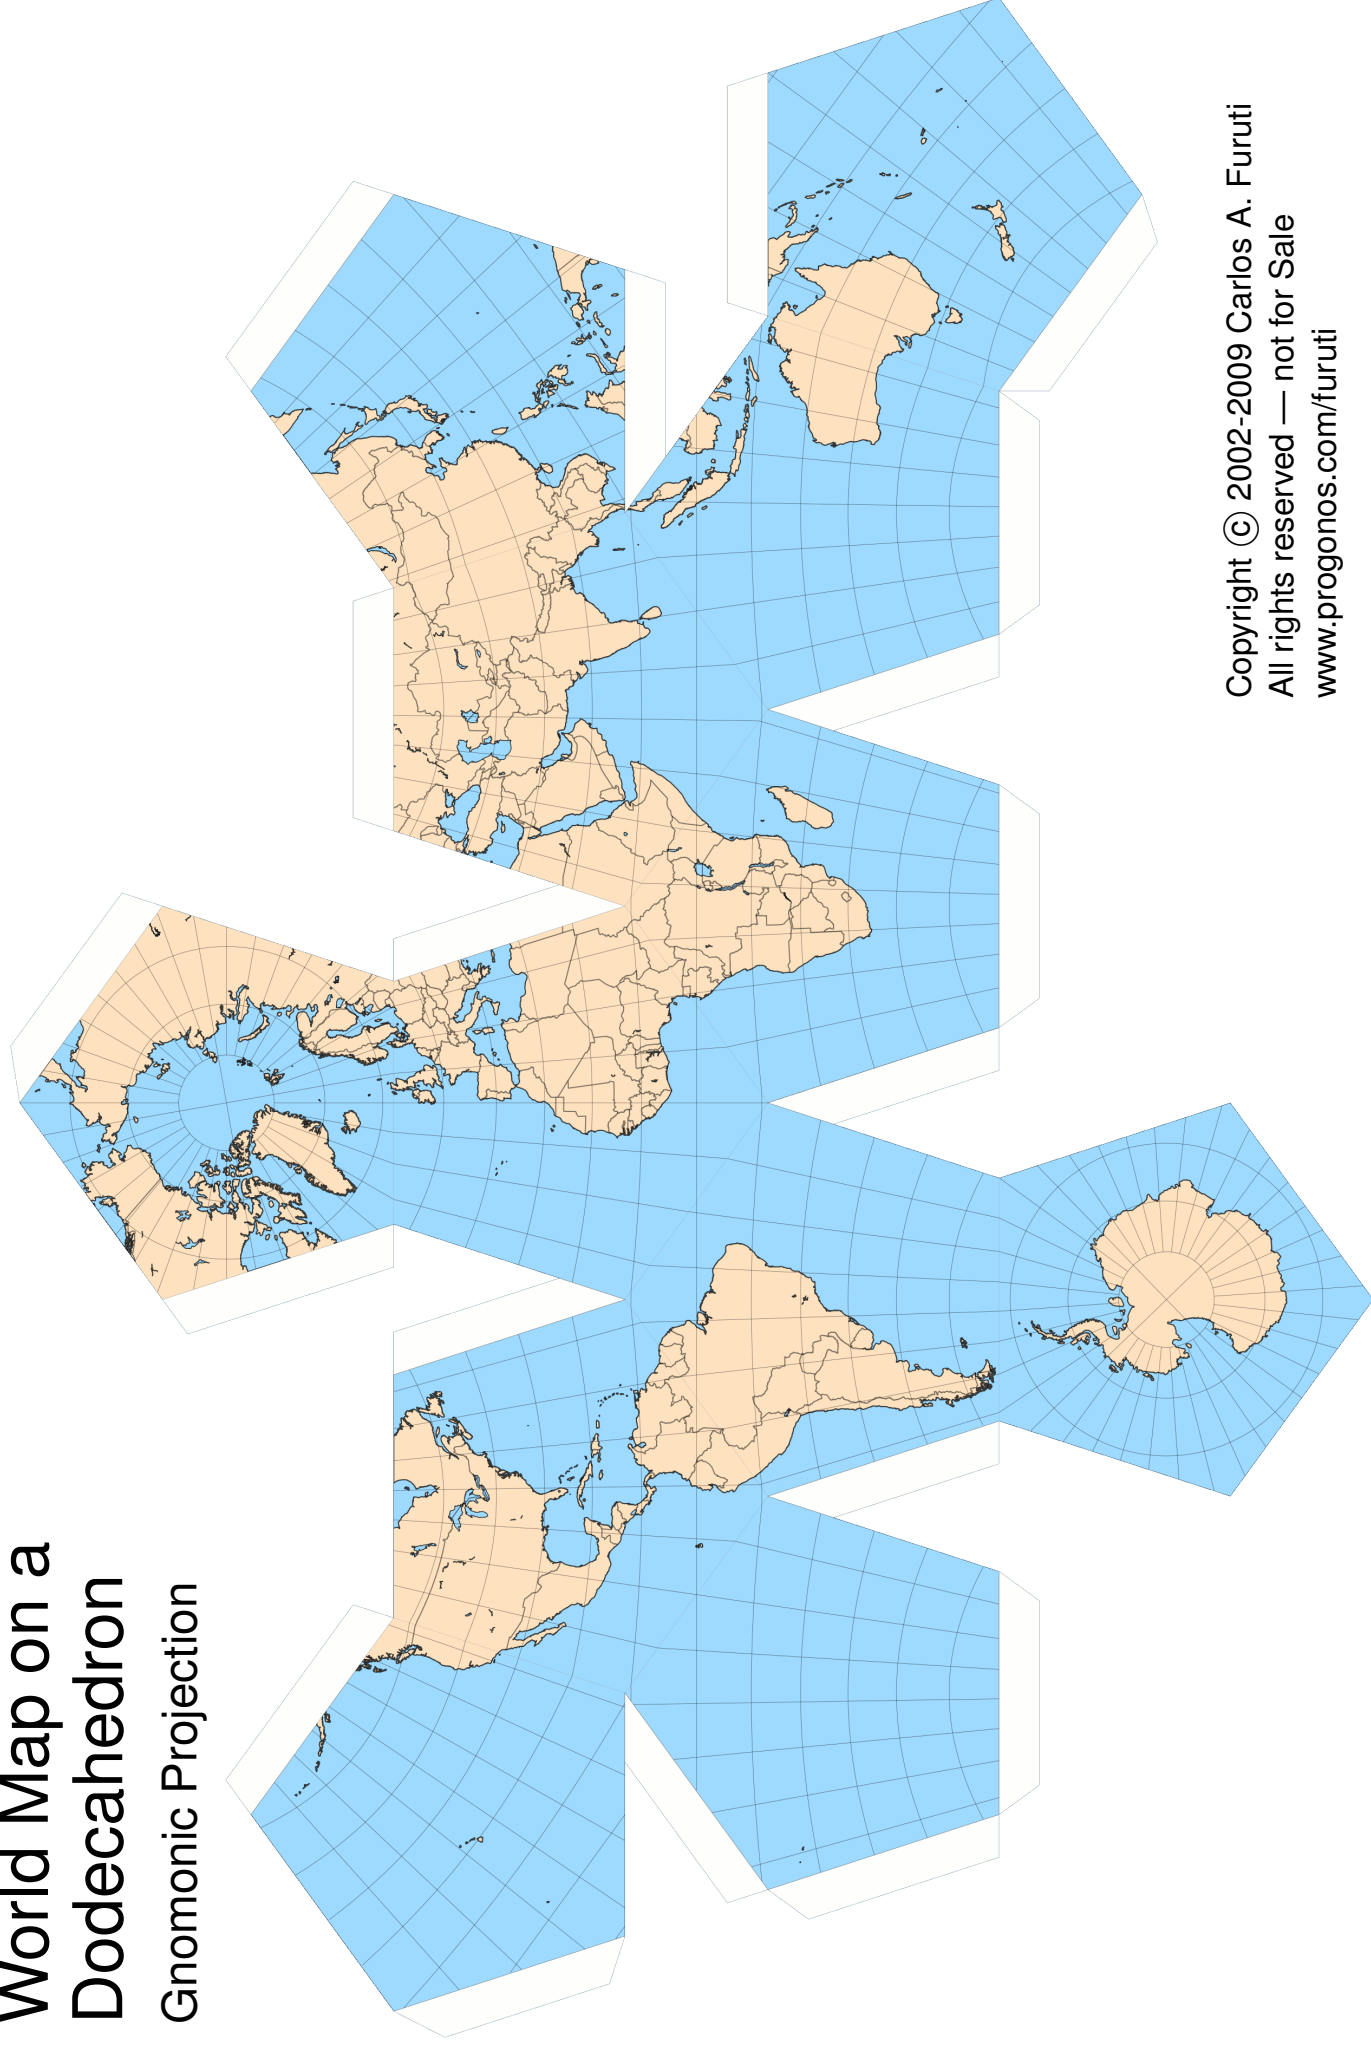 World Map on a
Dodecahedron
Gnomonic Projection
Copyright © 2002-2009 Carlos A. Furuti
All rights reserved — not for Sale
www.progonos.com/furuti